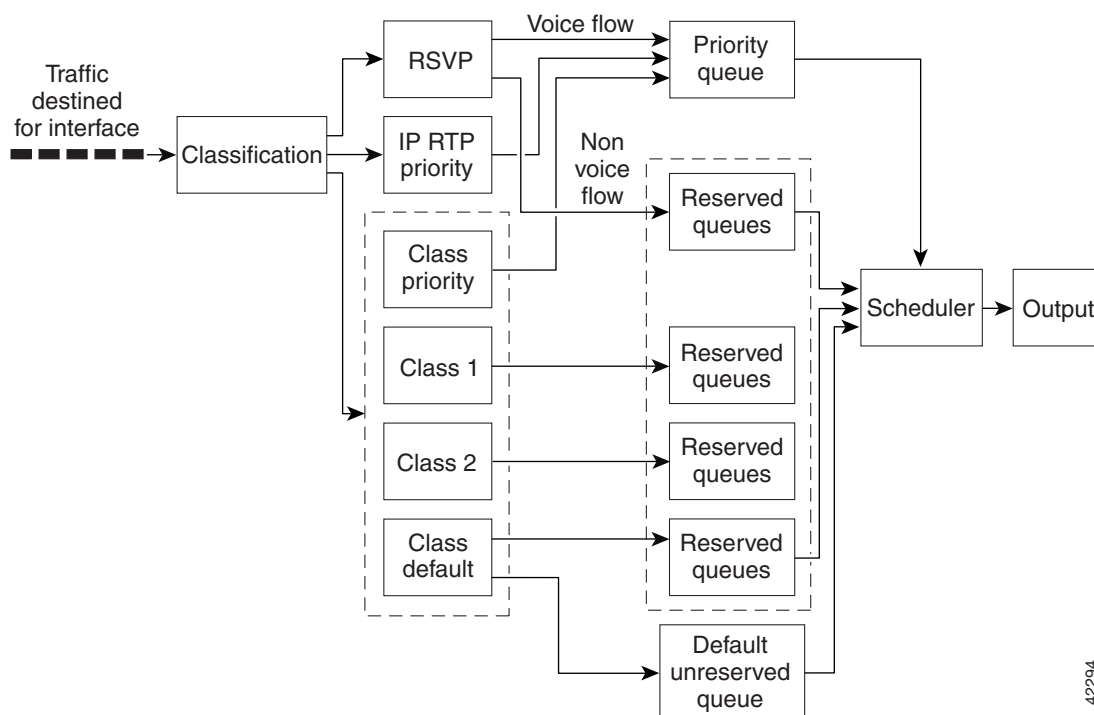 Voice flow
RSVP
Priority
queue
Traffic
destined
for interface
Classification
IP RTP
priority
Non
voice
flow
Reserved
queues
Class
priority
Scheduler
Output
Class 1
Reserved
queues
Class 2
Reserved
queues
Class
default
Reserved
queues
Default
unreserved
queue
42294